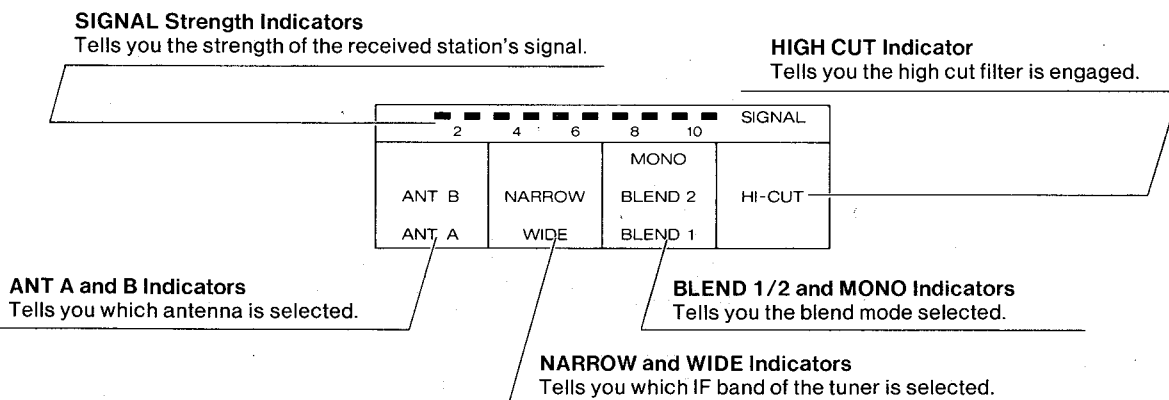 SIGNAL Strength Indicators
Tells you the strength of the received station's signal.
HIGH CUT Indicator
Tells you the high cut filter is engaged.
SIGNAL
2 4 6 8 10
MONO
ANT B NARROW BLEND 2 HI-CUT
ANT A WIDE BLEND 1
ANT A and B Indicators
Tells you which antenna is selected.
BLEND 1/2 and MONO Indicators
Tells you the blend mode selected.
NARROW and WIDE Indicators
Tells you which IF band of the tuner is selected.